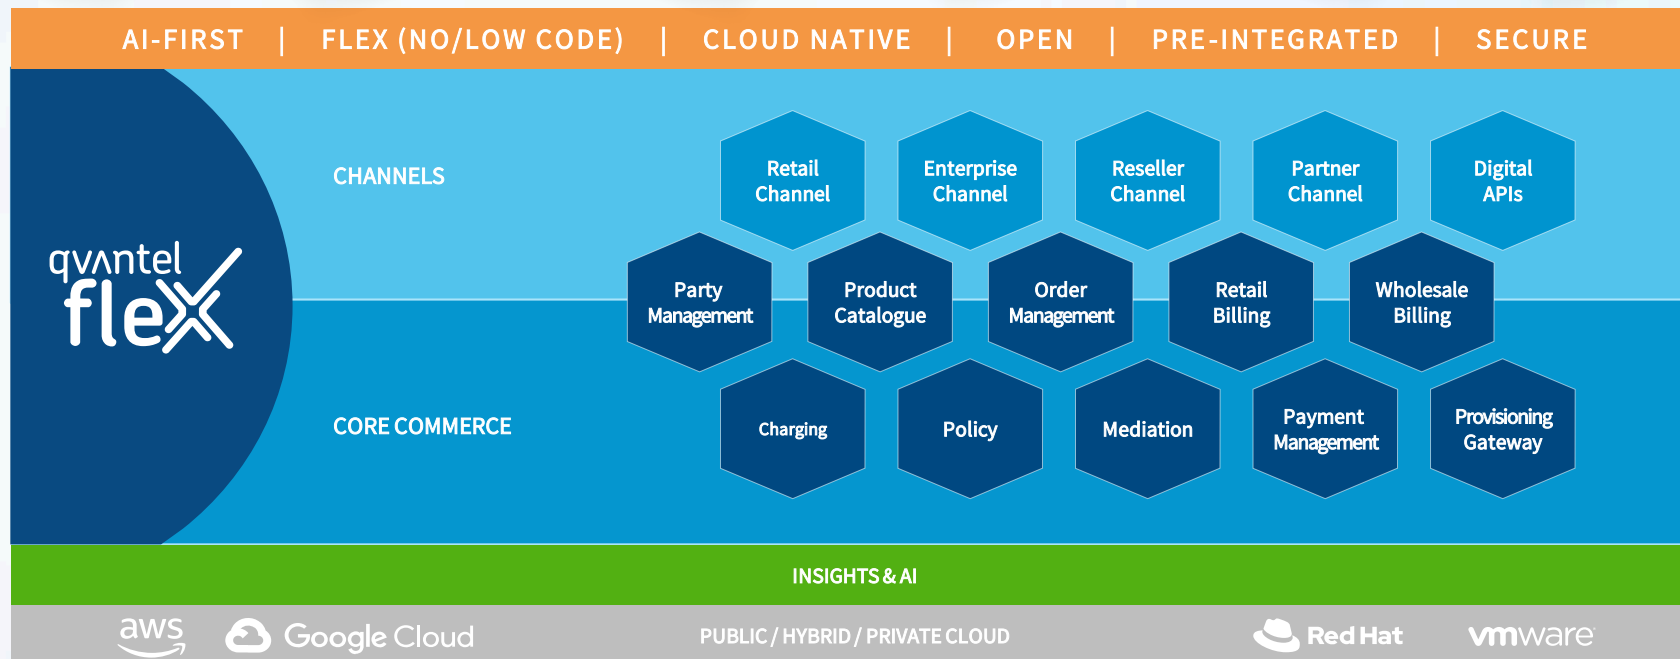 AI-FIRST | FLEX (NO/LOW CODE) | CLOUD NATIVE | OPEN | PRE-INTEGRATED | SECURE
CHANNELS
Retail
Channel
Enterprise
Channel
Reseller
Channel
Partner
Channel
Digital
APIs
qvantel
flex
Party
Management
Product
Catalogue
Order
Management
Retail
Billing
Wholesale
Billing
CORE COMMERCE
Charging
Policy
Mediation
Payment
Management
Provisioning
Gateway
INSIGHTS & AI
aws
Google Cloud
PUBLIC / HYBRID / PRIVATE CLOUD
Red Hat
vmware